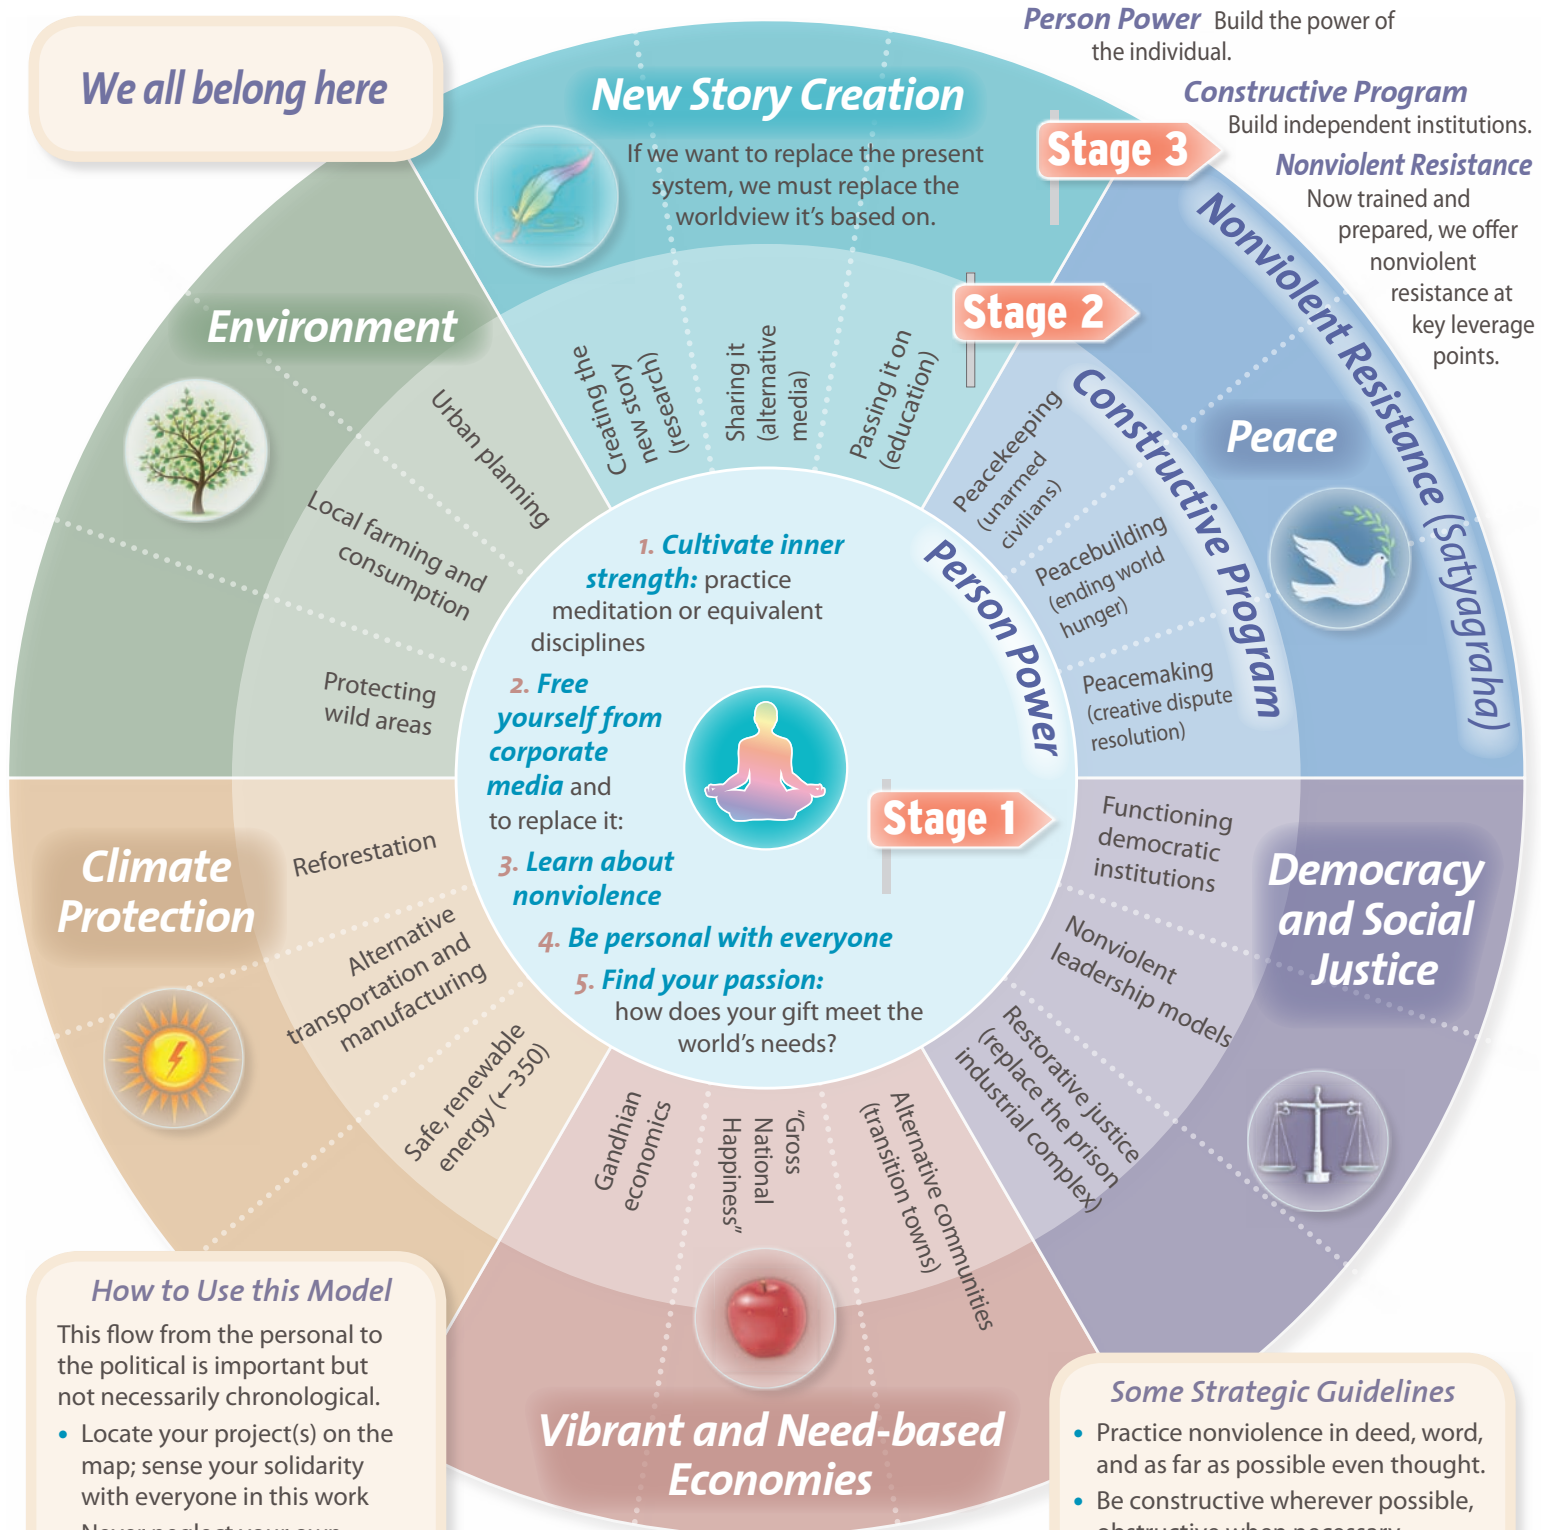 We all belong here
Person Power Build the power of
the individual.
Constructive Program
Build independent institutions.
Nonviolent Resistance
Now trained and
prepared, we offer
nonviolent
resistance at
key leverage
points.
New Story Creation
If we want to replace the present
system, we must replace the
worldview it’s based on.
Creating the
new story
(research)
Sharing it
(alternative
media)
Passing it on
(education)
Stage 3
Stage 2
Stage 1
Nonviolent Resistance (Satyagraha)
Constructive Program
Person Power
Peace
Peacekeeping
(unarmed
civilians)
Peacebuilding
(ending world
hunger)
Peacemaking
(creative dispute
resolution)
Democracy
and Social
Justice
Functioning
democratic
institutions
Nonviolent
leadership models
Restorative justice
(replace the prison
industrial complex)
Vibrant and Need-based
Economies
Alternative communities
(transition towns)
“Gross
National
Happiness”
Gandhian
economics
Climate
Protection
Safe, renewable
energy (←350)
Alternative
transportation and
manufacturing
Reforestation
Environment
Protecting
wild areas
Local farming and
consumption
Urban planning
1. Cultivate inner
strength: practice
meditation or equivalent
disciplines
2. Free
yourself from
corporate
media and
to replace it:
3. Learn about
nonviolence
4. Be personal with everyone
5. Find your passion:
how does your gift meet the
world’s needs?
How to Use this Model
This flow from the personal to
the political is important but
not necessarily chronological.
• Locate your project(s) on the
map; sense your solidarity
with everyone in this work
Some Strategic Guidelines
• Practice nonviolence in deed, word,
and as far as possible even thought.
• Be constructive wherever possible,